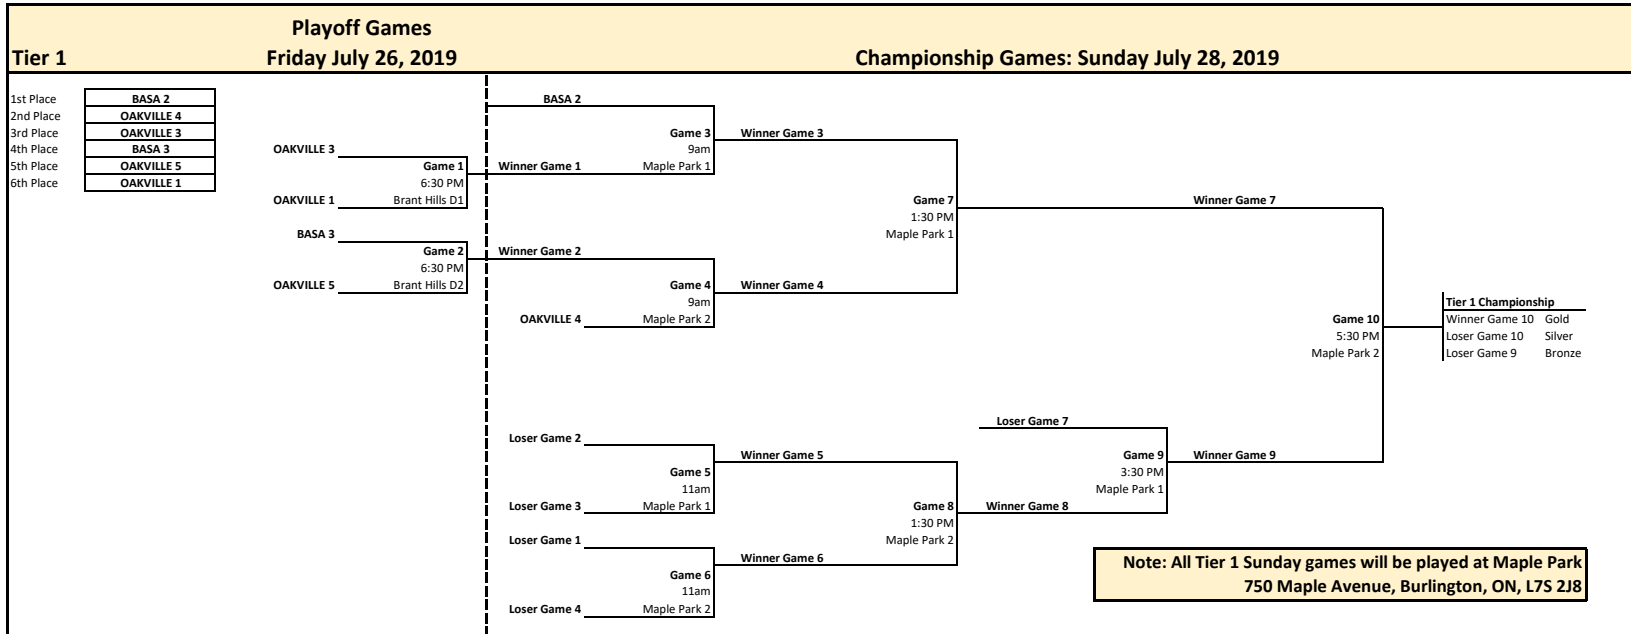 Playoff Games
Tier 1 Friday July 26, 2019 Championship Games: Sunday July 28, 2019
1st Place BASA 2
2nd Place OAKVILLE 4
3rd Place OAKVILLE 3
4th Place BASA 3
5th Place OAKVILLE 5
6th Place OAKVILLE 1
OAKVILLE 3
Game 1
6:30 PM
OAKVILLE 1 Brant Hills D1
BASA 3
Game 2
6:30 PM
OAKVILLE 5 Brant Hills D2
BASA 2
Game 3
9am
Winner Game 1 Maple Park 1
Winner Game 2
Game 4
9am
OAKVILLE 4 Maple Park 2
Loser Game 2
Game 5
11am
Loser Game 3 Maple Park 1
Loser Game 1
Game 6
11am
Loser Game 4 Maple Park 2
Winner Game 3
Game 7
1:30 PM
Maple Park 1
Winner Game 4
Winner Game 5
Game 8
1:30 PM
Maple Park 2
Winner Game 6
Loser Game 7
Game 9
3:30 PM
Maple Park 1
Winner Game 8
Winner Game 7
Game 10
5:30 PM
Maple Park 2
Winner Game 9
Tier 1 Championship
Winner Game 10 Gold
Loser Game 10 Silver
Loser Game 9 Bronze
Note: All Tier 1 Sunday games will be played at Maple Park
750 Maple Avenue, Burlington, ON, L7S 2J8